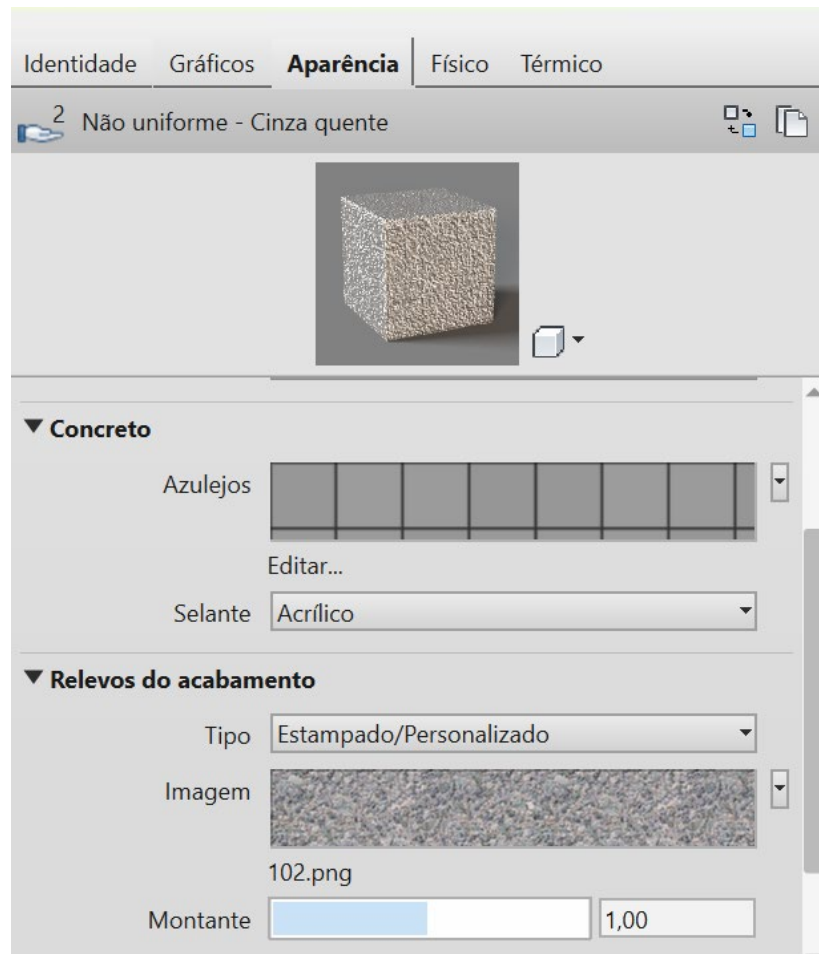 Identidade Gráficos Aparência Físico Térmico
2 Não uniforme - Cinza quente
Concreto
Azulejos
Editar...
Selante Acrílico
Relevos do acabamento
Tipo Estampado/Personalizado
Imagem
102.png
Montante 1,00